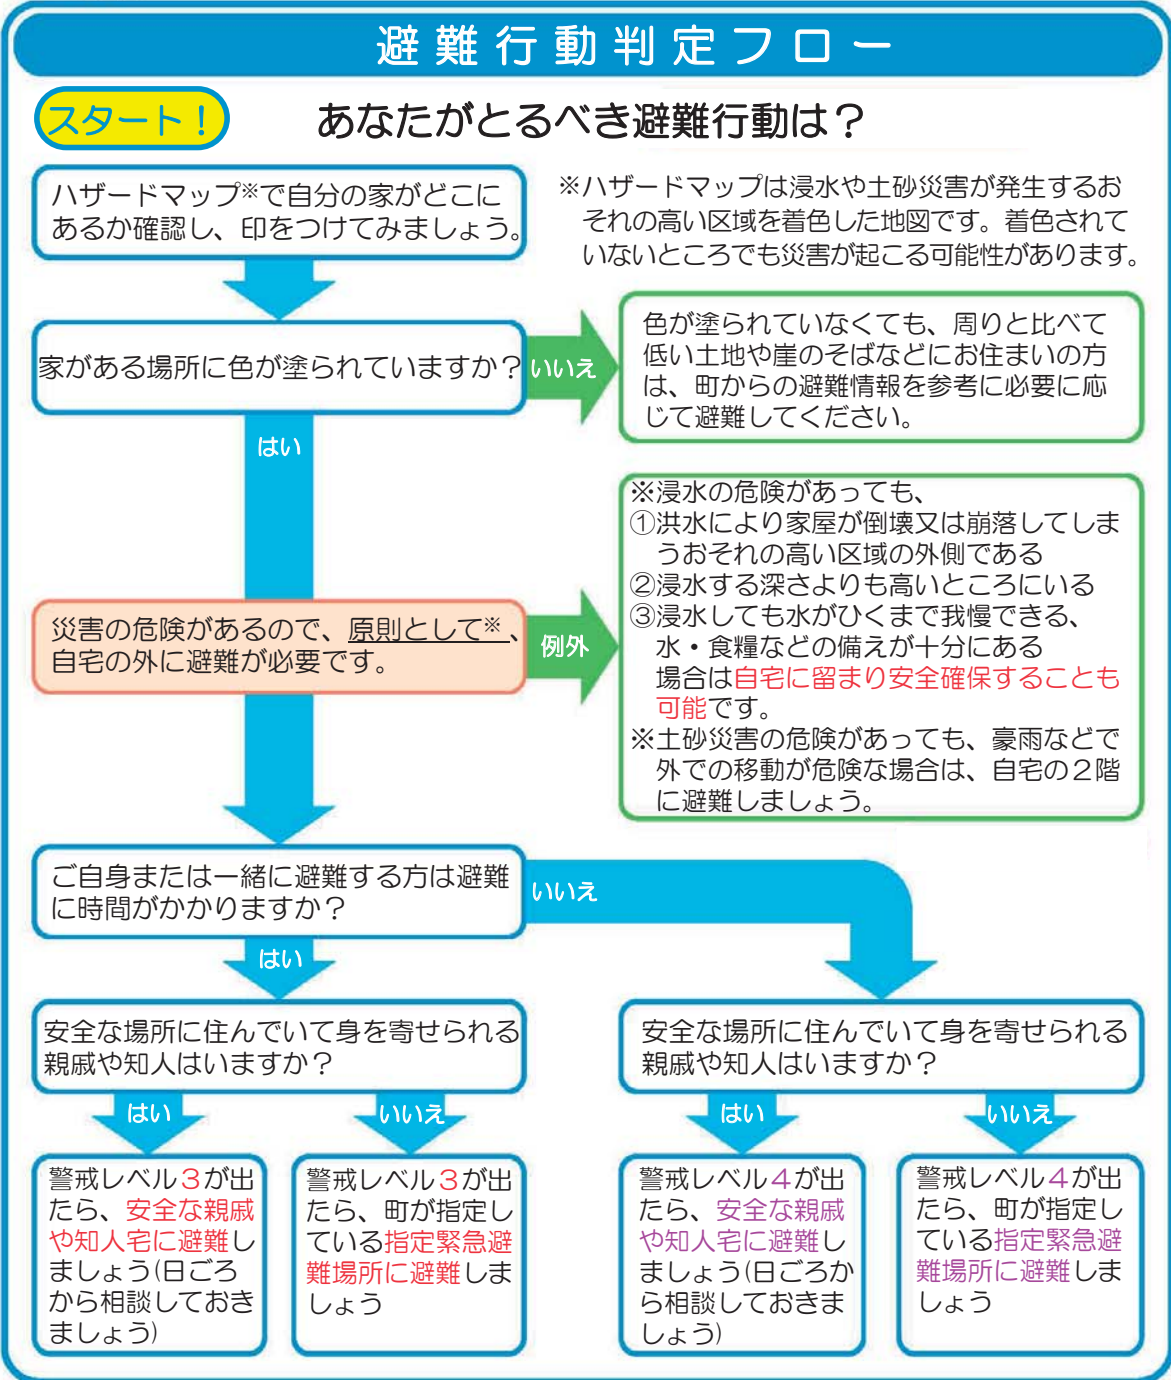 避難行動判定フロー
スタート！
あなたがとるべき避難行動は？
ハザードマップ※で自分の家がどこに
あるか確認し、印をつけてみましょう。
※ハザードマップは浸水や土砂災害が発生するお
それの高い区域を着色した地図です。着色されて
いないところでも災害が起こる可能性があります。
家がある場所に色が塗られていますか？
いいえ
色が塗られていなくても、周りと比べて
低い土地や崖のそばなどにお住まいの方
は、町からの避難情報を参考に必要に応
じて避難してください。
はい
災害の危険があるので、原則として※、
自宅の外に避難が必要です。
例外
※浸水の危険があっても、
①洪水により家屋が倒壊又は崩落してしま
うおそれの高い区域の外側である
②浸水する深さよりも高いところにいる
③浸水しても水がひくまで我慢できる、
水・食糧などの備えが十分にある
場合は自宅に留まり安全確保することも
可能です。
※土砂災害の危険があっても、豪雨などで
外での移動が危険な場合は、自宅の２階
に避難しましょう。
ご自身または一緒に避難する方は避難
に時間がかかりますか？
いいえ
はい
安全な場所に住んでいて身を寄せられる
親戚や知人はいますか？
安全な場所に住んでいて身を寄せられる
親戚や知人はいますか？
はい
いいえ
はい
いいえ
警戒レベル３が出
たら、安全な親戚
や知人宅に避難し
ましょう(日ごろ
から相談しておき
ましょう)
警戒レベル３が出
たら、町が指定し
ている指定緊急避
難場所に避難しま
しょう
警戒レベル４が出
たら、安全な親戚
や知人宅に避難し
ましょう(日ごろか
ら相談しておきま
しょう)
警戒レベル４が出
たら、町が指定し
ている指定緊急避
難場所に避難しま
しょう